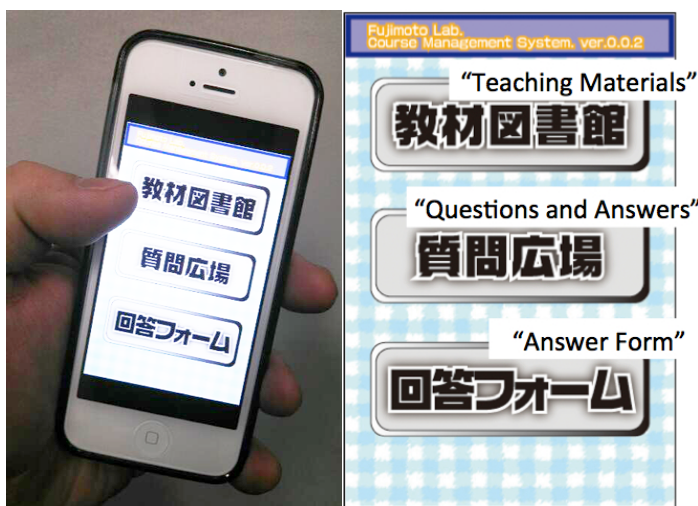 教材図書館
質問広場
回答フォーム
Fujimoto Lab.
Course Management System. ver.0.0.2
“Teaching Materials”
教材図書館
“Questions and Answers”
質問広場
“Answer Form”
回答フォーム